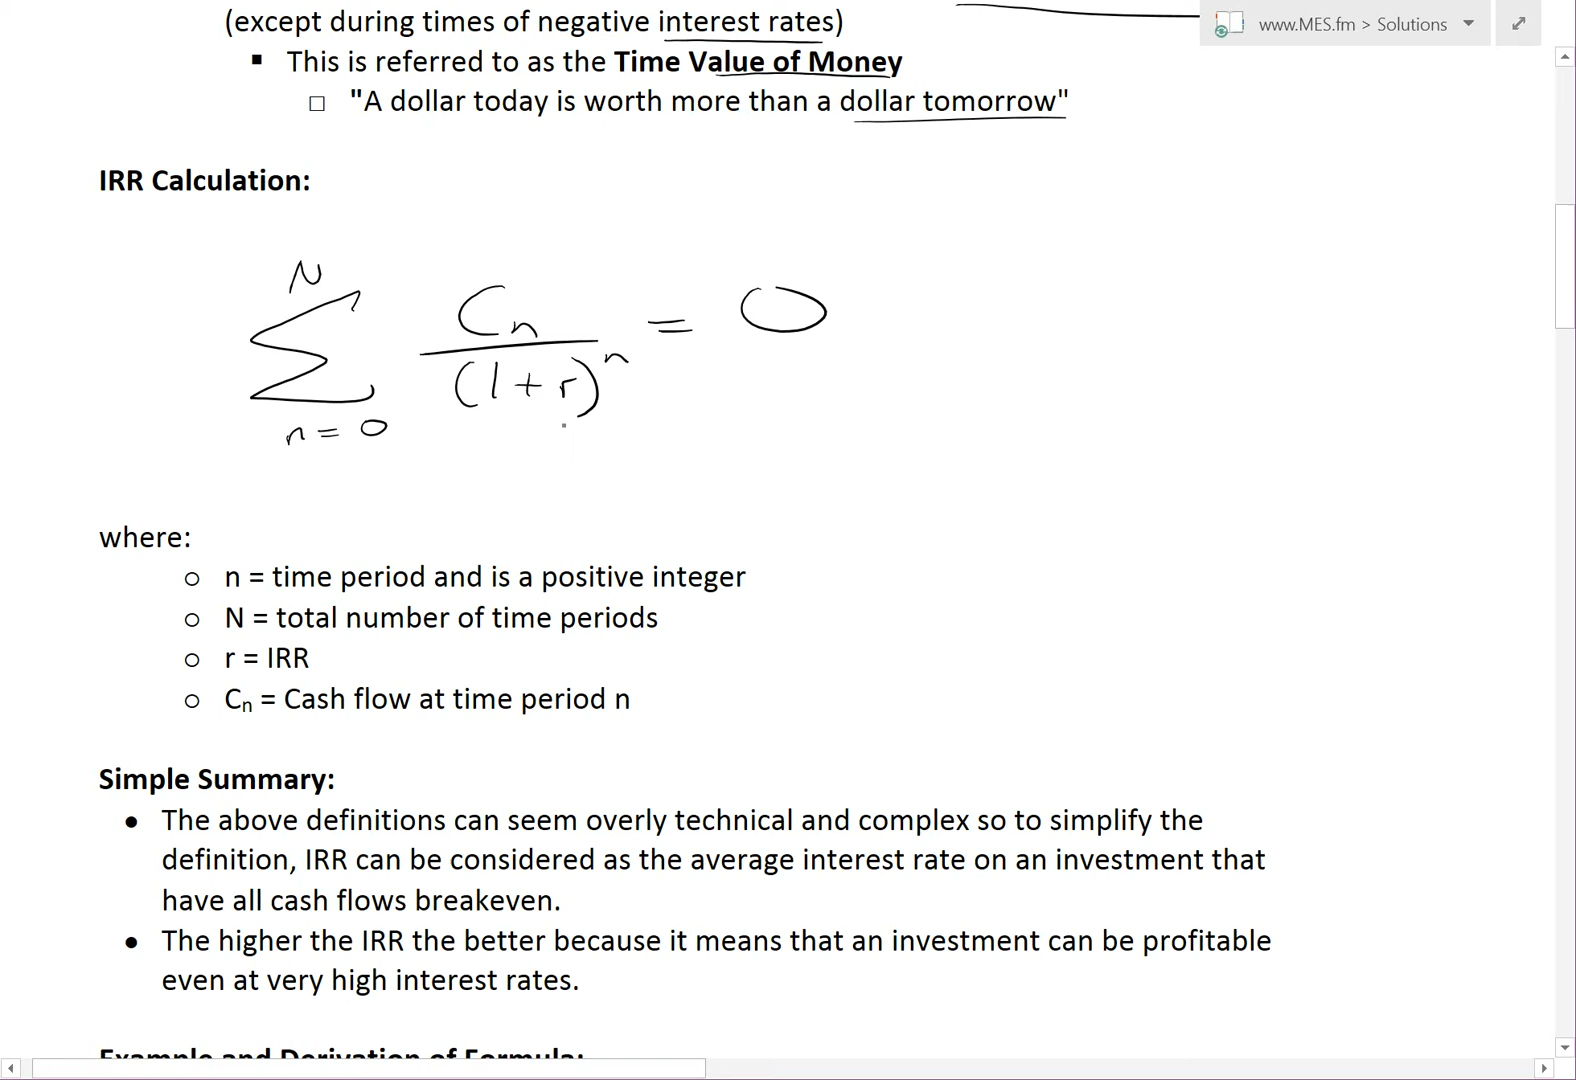 (except during times of negative interest rates)
www.MES.fm > Solutions
▪ This is referred to as the Time Value of Money
□ "A dollar today is worth more than a dollar tomorrow"
IRR Calculation:
N
∑ Cn / (1 + r)^n = 0
n = 0
where:
○ n = time period and is a positive integer
○ N = total number of time periods
○ r = IRR
○ Cn = Cash flow at time period n
Simple Summary:
● The above definitions can seem overly technical and complex so to simplify the
definition, IRR can be considered as the average interest rate on an investment that
have all cash flows breakeven.
● The higher the IRR the better because it means that an investment can be profitable
even at very high interest rates.
Example and Derivation of Formula: